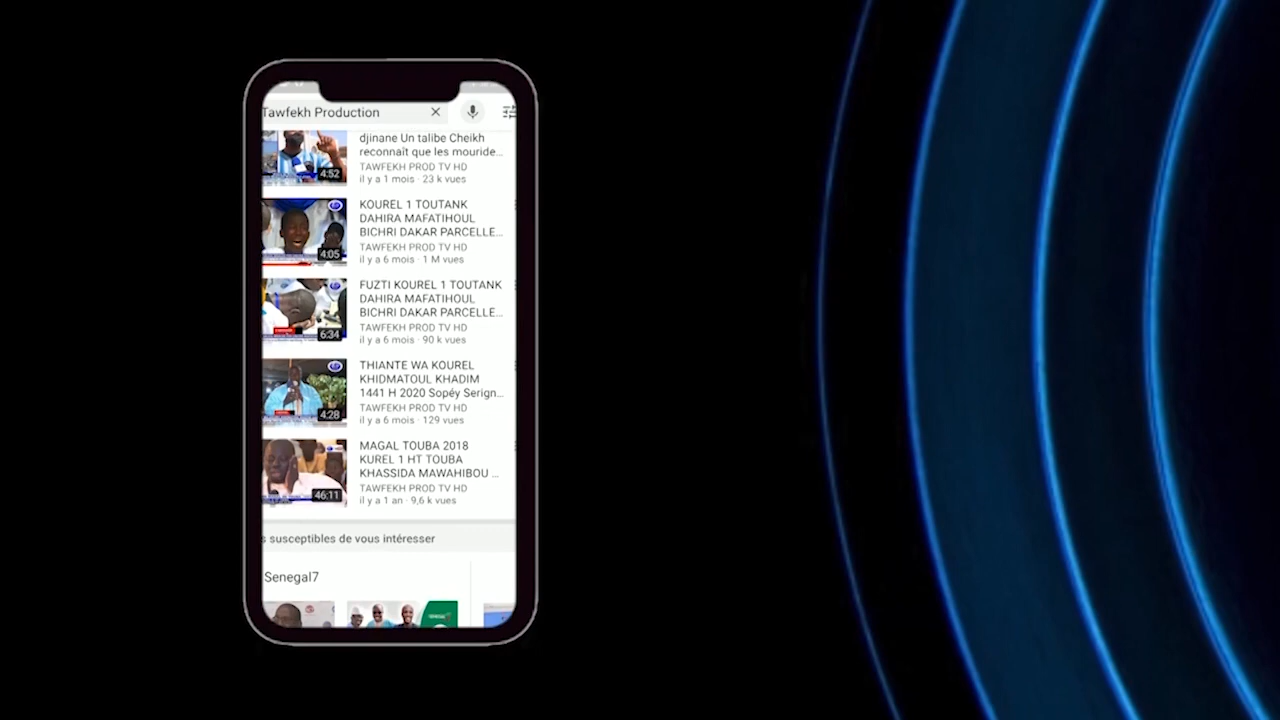 Tawfekh Production
djinane Un talibe Cheikh
reconnaît que les mouride...
TAWFEKH PROD TV HD
il y a 1 mois · 23 k vues
4:52
KOUREL 1 TOUTANK
DAHIRA MAFATIHOUL
BICHRI DAKAR PARCELLE...
TAWFEKH PROD TV HD
il y a 6 mois · 1 M vues
4:05
FUZTI KOUREL 1 TOUTANK
DAHIRA MAFATIHOUL
BICHRI DAKAR PARCELLE...
TAWFEKH PROD TV HD
il y a 6 mois · 90 k vues
6:34
THIANTE WA KOUREL
KHIDMATOUL KHADIM
1441 H 2020 Sopéy Serign...
TAWFEKH PROD TV HD
il y a 6 mois · 129 vues
4:28
MAGAL TOUBA 2018
KUREL 1 HT TOUBA
KHASSIDA MAWAHIBOU ...
TAWFEKH PROD TV HD
il y a 1 an · 9,6 k vues
46:11
s susceptibles de vous intéresser
Senegal7